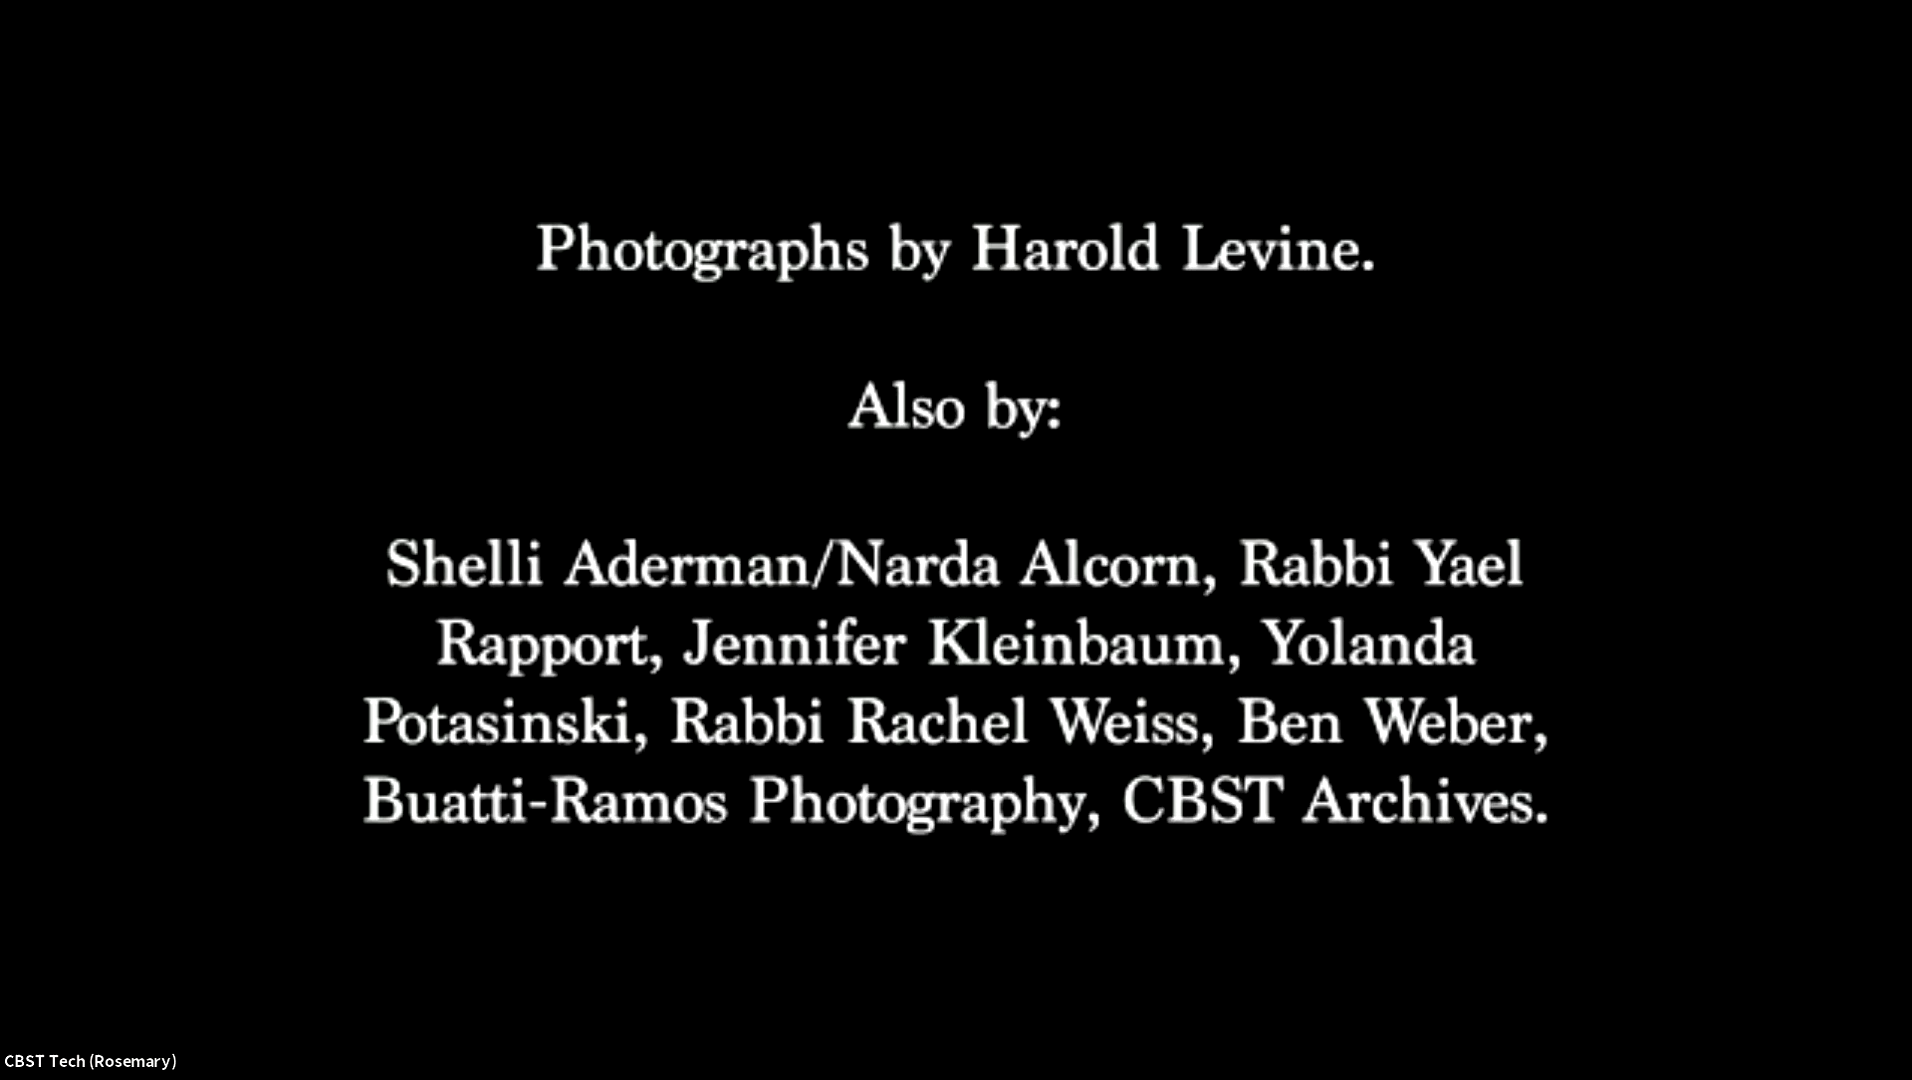 Photographs by Harold Levine.
Also by:
Shelli Aderman/Narda Alcorn, Rabbi Yael
Rapport, Jennifer Kleinbaum, Yolanda
Potasinski, Rabbi Rachel Weiss, Ben Weber,
Buatti-Ramos Photography, CBST Archives.
CBST Tech (Rosemary)